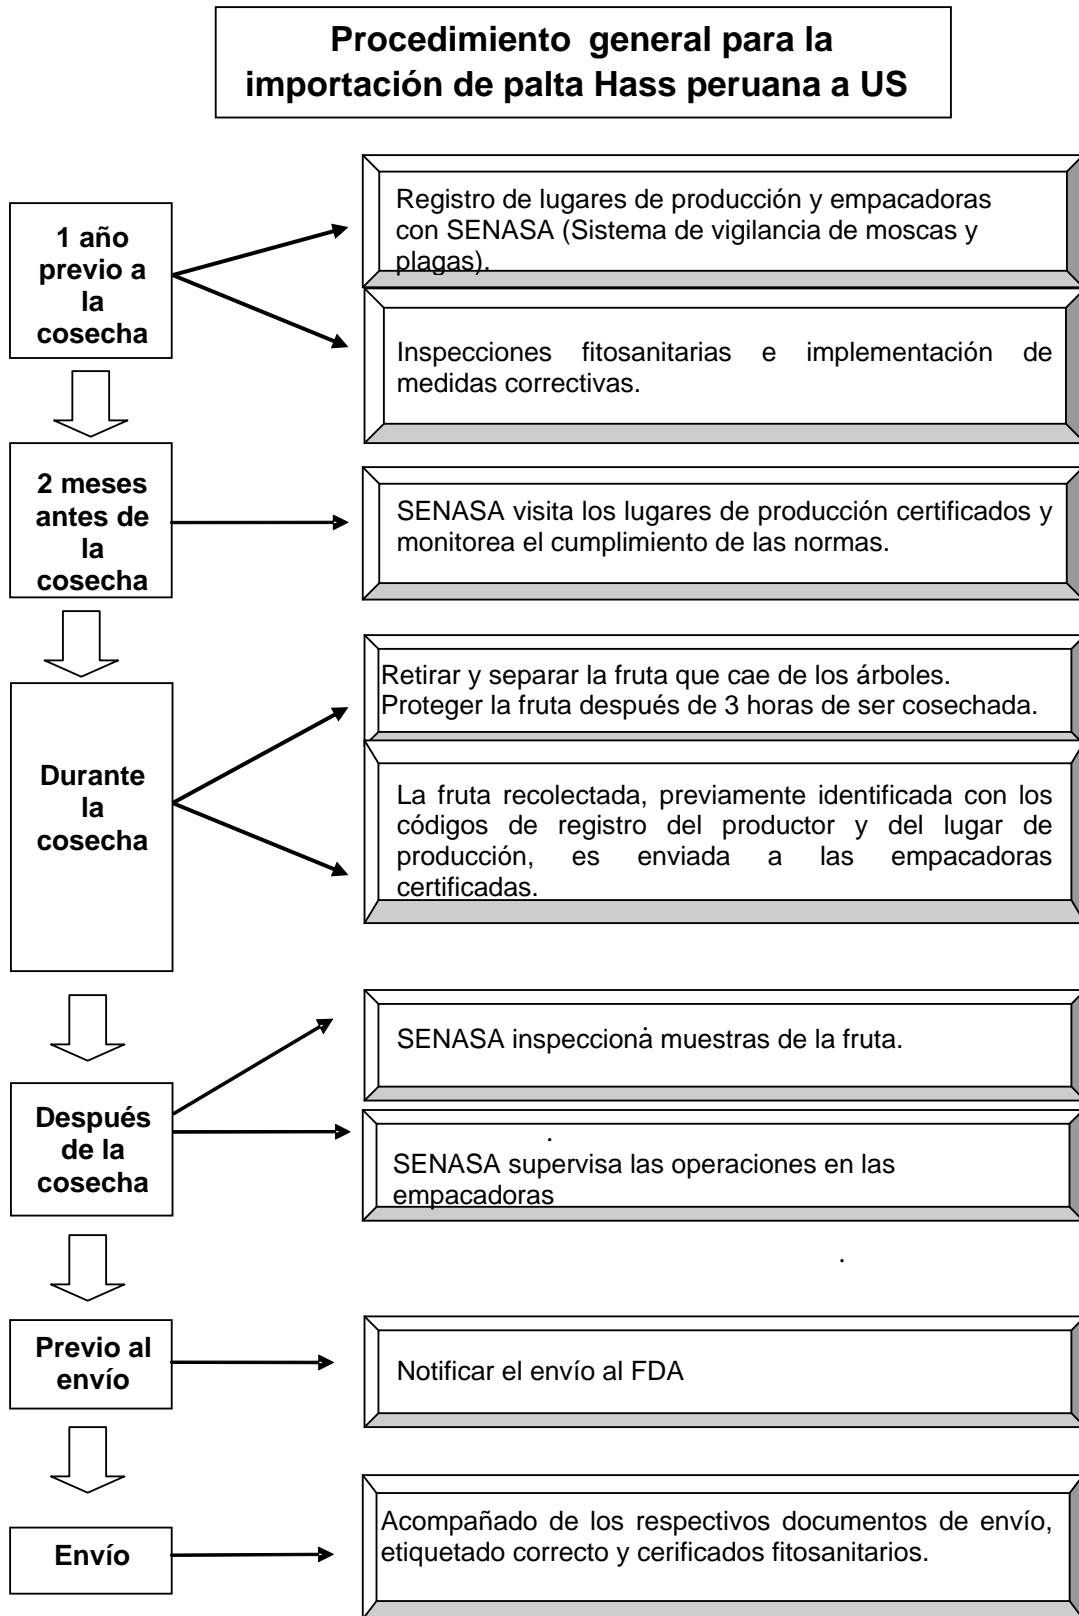 Procedimiento general para la
importación de palta Hass peruana a US
1 año
previo a
la
cosecha
Registro de lugares de producción y empacadoras
con SENASA (Sistema de vigilancia de moscas y
plagas).
Inspecciones fitosanitarias e implementación de
medidas correctivas.
2 meses
antes de
la
cosecha
SENASA visita los lugares de producción certificados y
monitorea el cumplimiento de las normas.
Durante
la
cosecha
Retirar y separar la fruta que cae de los árboles.
Proteger la fruta después de 3 horas de ser cosechada.
La fruta recolectada, previamente identificada con los
códigos de registro del productor y del lugar de
producción, es enviada a las empacadoras
certificadas.
Después
de la
cosecha
SENASA inspecciona muestras de la fruta.
SENASA supervisa las operaciones en las
empacadoras
Previo al
envío
Notificar el envío al FDA
Envío
Acompañado de los respectivos documentos de envío,
etiquetado correcto y cerificados fitosanitarios.